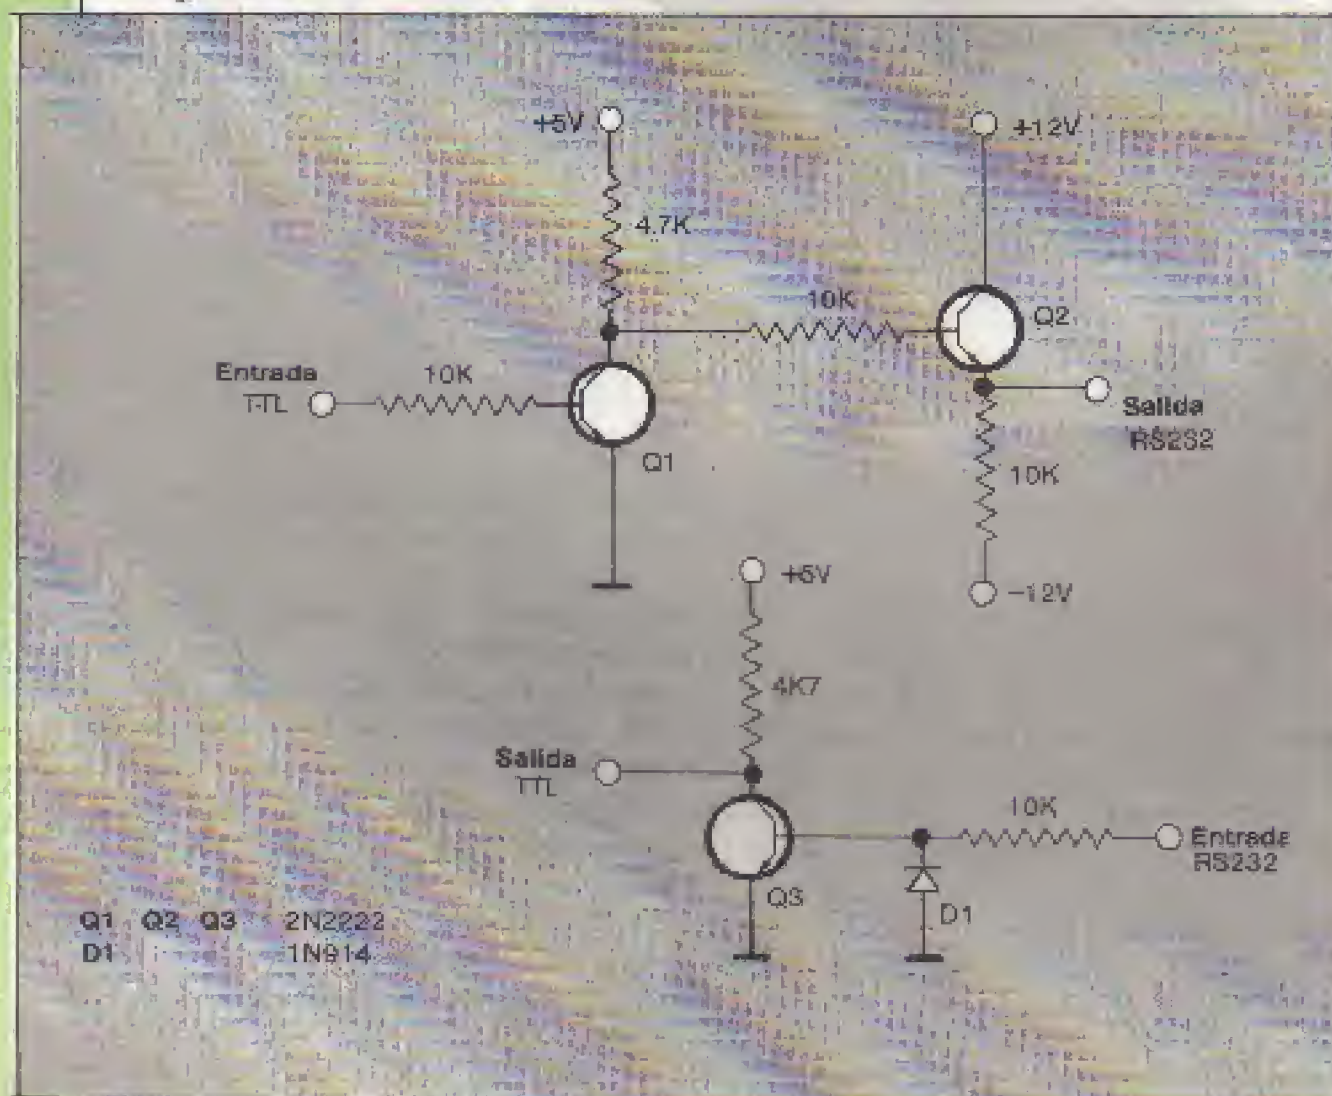 +5V
+12V
4.7K
10K
Q2
Entrada
TTL
10K
Salida
RS232
Q1
10K
+5V
-12V
4K7
Salida
TTL
10K
Entrada
RS232
Q3
D1
Q1 Q2 Q3 2N2222
D1 1N914